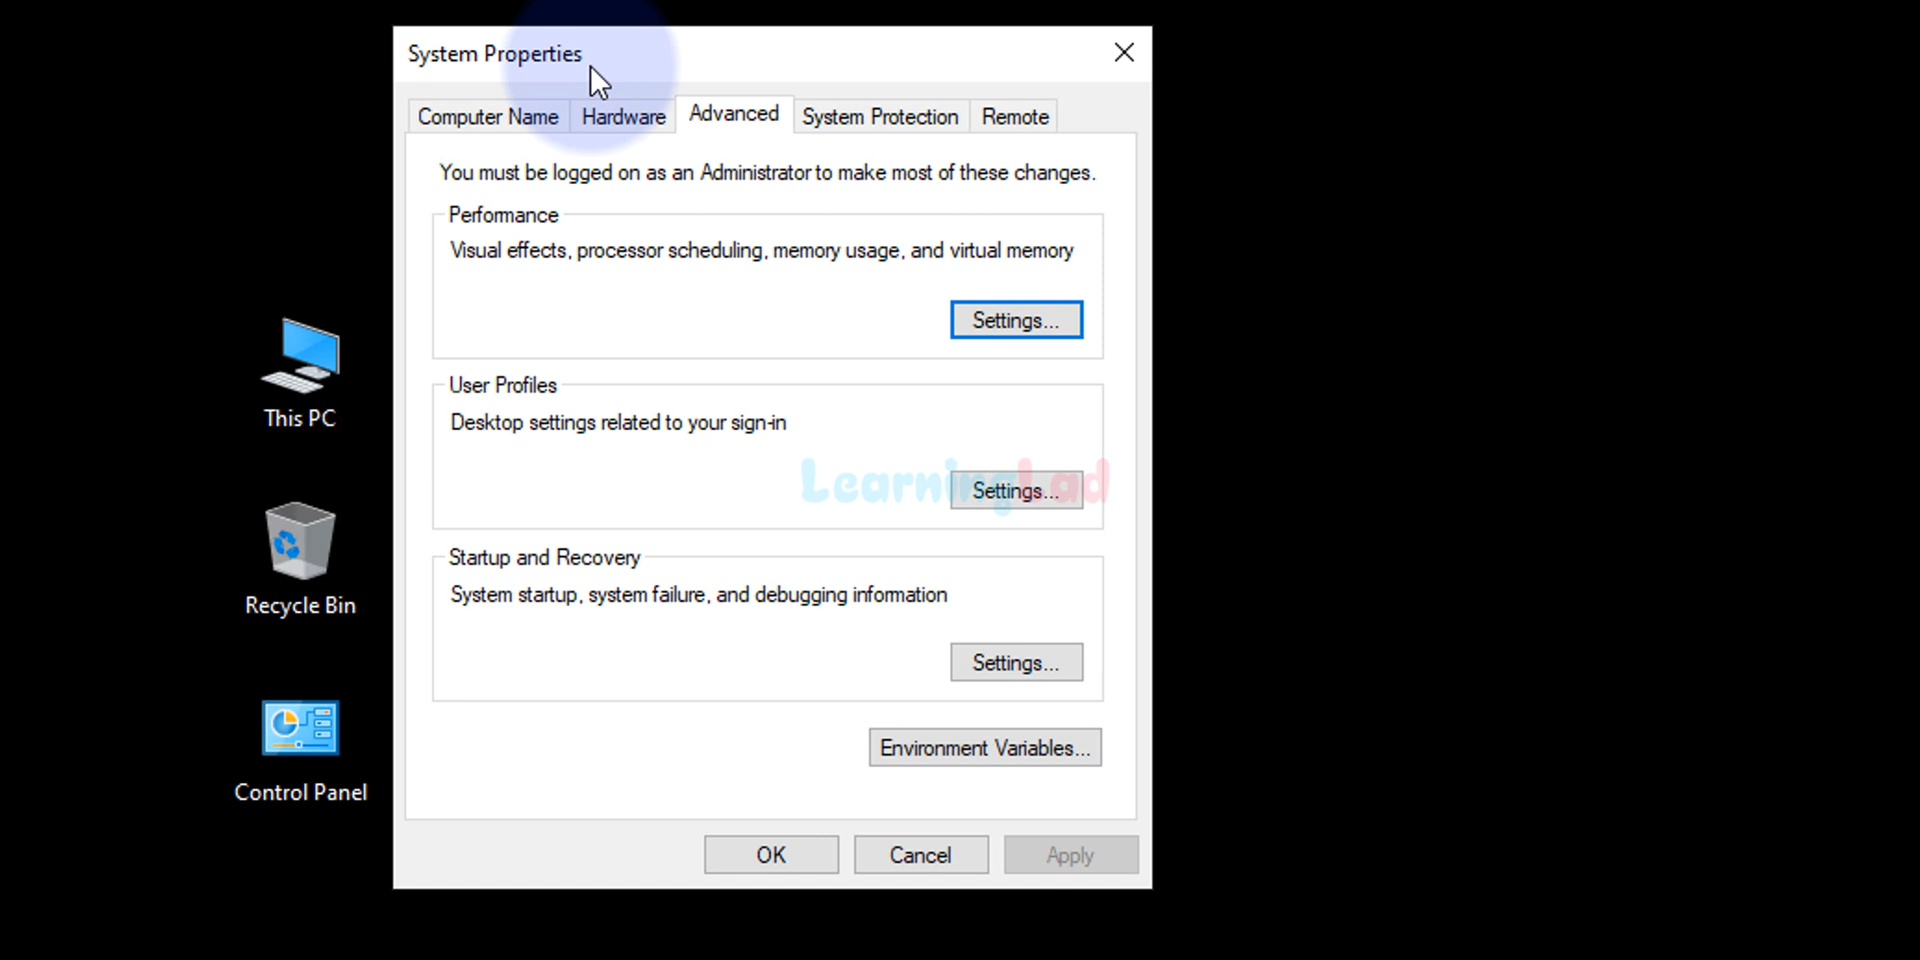 System Properties
Computer Name
Hardware
Advanced
System Protection
Remote
You must be logged on as an Administrator to make most of these changes.
Performance
Visual effects, processor scheduling, memory usage, and virtual memory
Settings...
User Profiles
Desktop settings related to your sign-in
LearningLad
Settings...
Startup and Recovery
System startup, system failure, and debugging information
Settings...
Environment Variables...
OK
Cancel
Apply
This PC
Recycle Bin
Control Panel